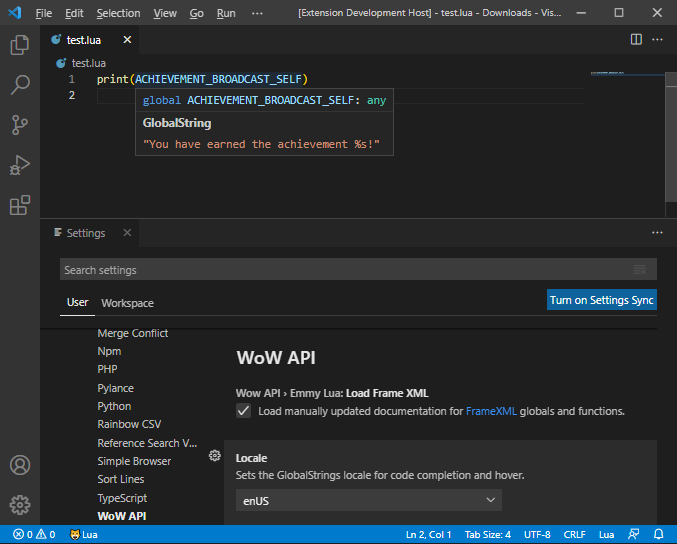 File Edit Selection View Go Run ··· [Extension Development Host] - test.lua - Downloads - Vis...
test.lua
test.lua
1 print(ACHIEVEMENT_BROADCAST_SELF)
2
global ACHIEVEMENT_BROADCAST_SELF: any
GlobalString
"You have earned the achievement %s!"
Settings
Search settings
User Workspace
Turn on Settings Sync
Merge Conflict
Npm
PHP
Pylance
Python
Rainbow CSV
Reference Search V...
Simple Browser
Sort Lines
TypeScript
WoW API
WoW API
Wow API › Emmy Lua: Load Frame XML
Load manually updated documentation for FrameXML globals and functions.
Locale
Sets the GlobalStrings locale for code completion and hover.
enUS
0 0 Lua Ln 2, Col 1 Tab Size: 4 UTF-8 CRLF Lua